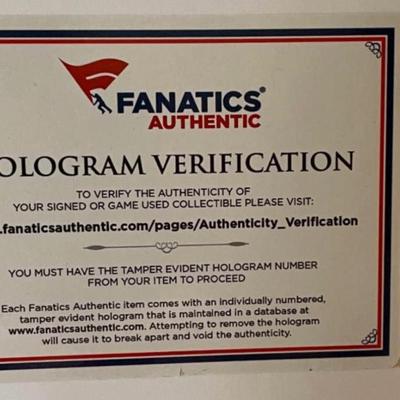 FANATICS®
AUTHENTIC
OLOGRAM VERIFICATION
TO VERIFY THE AUTHENTICITY OF
YOUR SIGNED OR GAME USED COLLECTIBLE PLEASE VISIT:
.fanaticsauthentic.com/pages/Authenticity_Verification
YOU MUST HAVE THE TAMPER EVIDENT HOLOGRAM NUMBER
FROM YOUR ITEM TO PROCEED
Each Fanatics Authentic item comes with an individually numbered,
tamper evident hologram that is maintained in a database at
www.fanaticsauthentic.com. Attempting to remove the hologram
will cause it to break apart and void the authenticity.